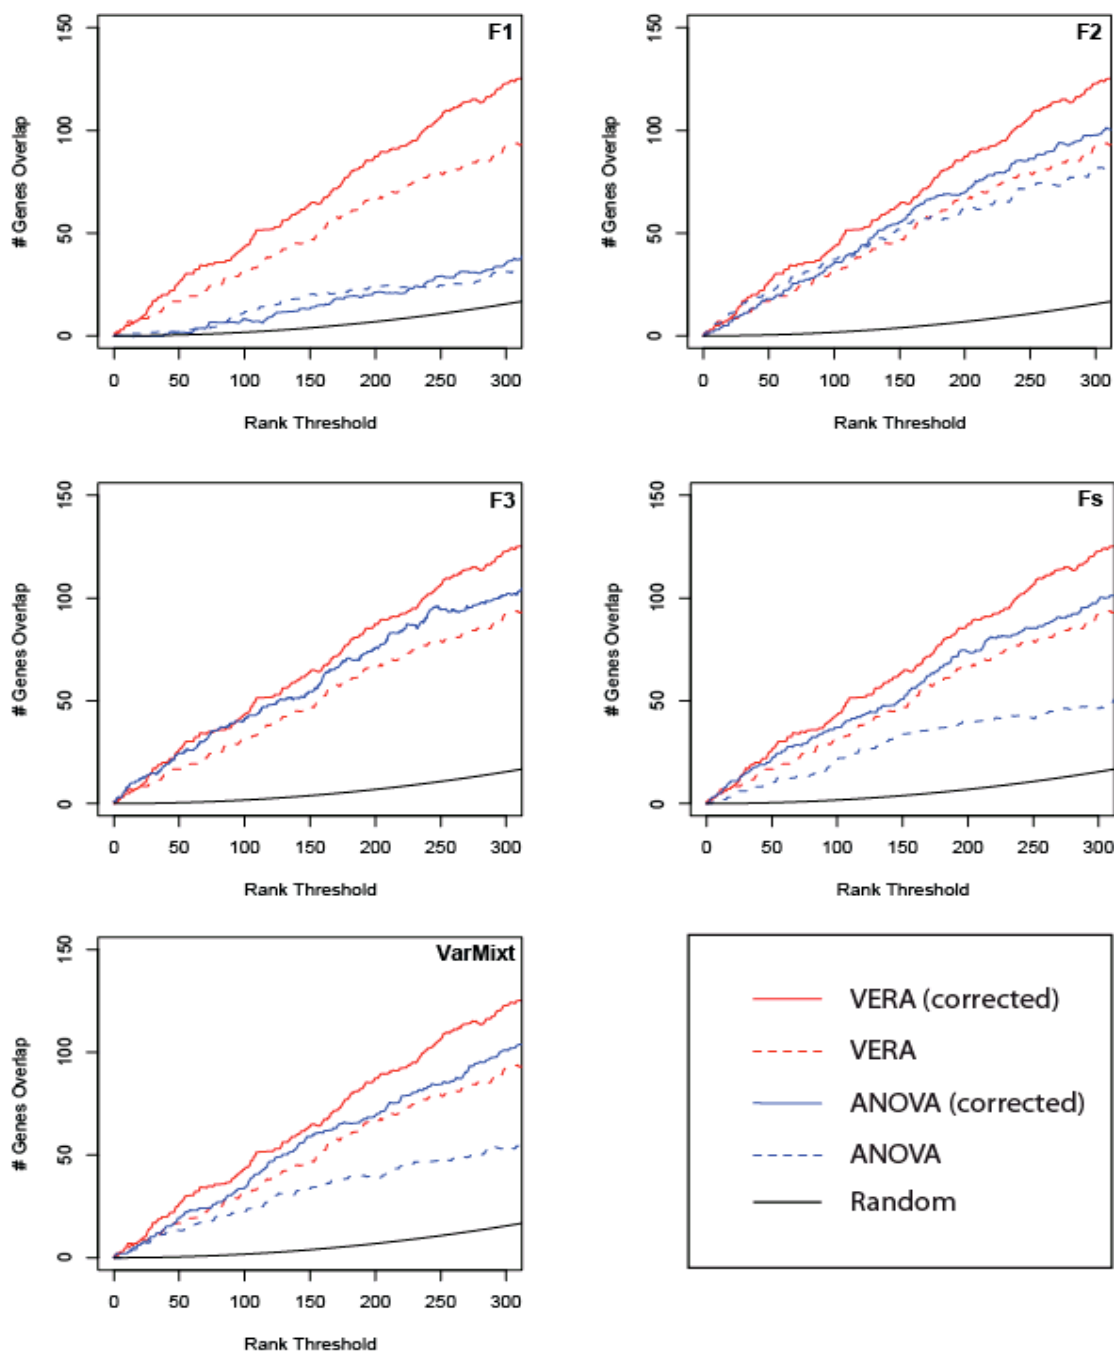 F1
150
100
50
0
# Genes Overlap
0 50 100 150 200 250 300
Rank Threshold
F2
150
100
50
0
# Genes Overlap
0 50 100 150 200 250 300
Rank Threshold
F3
150
100
50
0
# Genes Overlap
0 50 100 150 200 250 300
Rank Threshold
Fs
150
100
50
0
# Genes Overlap
0 50 100 150 200 250 300
Rank Threshold
VarMixt
150
100
50
0
# Genes Overlap
0 50 100 150 200 250 300
Rank Threshold
VERA (corrected)
VERA
ANOVA (corrected)
ANOVA
Random